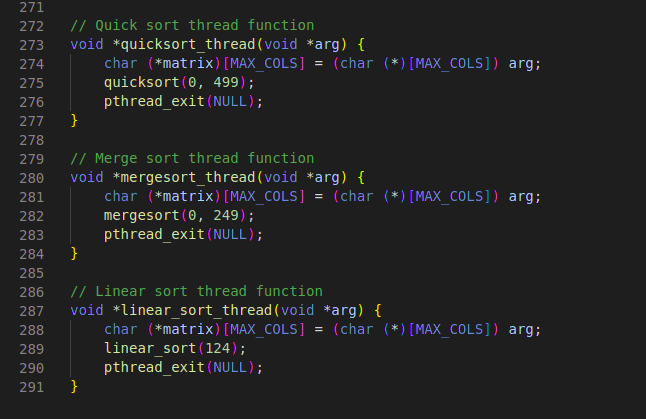 271
272 // Quick sort thread function
273 void *quicksort_thread(void *arg) {
274     char (*matrix)[MAX_COLS] = (char (*)[MAX_COLS]) arg;
275     quicksort(0, 499);
276     pthread_exit(NULL);
277 }
278
279 // Merge sort thread function
280 void *mergesort_thread(void *arg) {
281     char (*matrix)[MAX_COLS] = (char (*)[MAX_COLS]) arg;
282     mergesort(0, 249);
283     pthread_exit(NULL);
284 }
285
286 // Linear sort thread function
287 void *linear_sort_thread(void *arg) {
288     char (*matrix)[MAX_COLS] = (char (*)[MAX_COLS]) arg;
289     linear_sort(124);
290     pthread_exit(NULL);
291 }